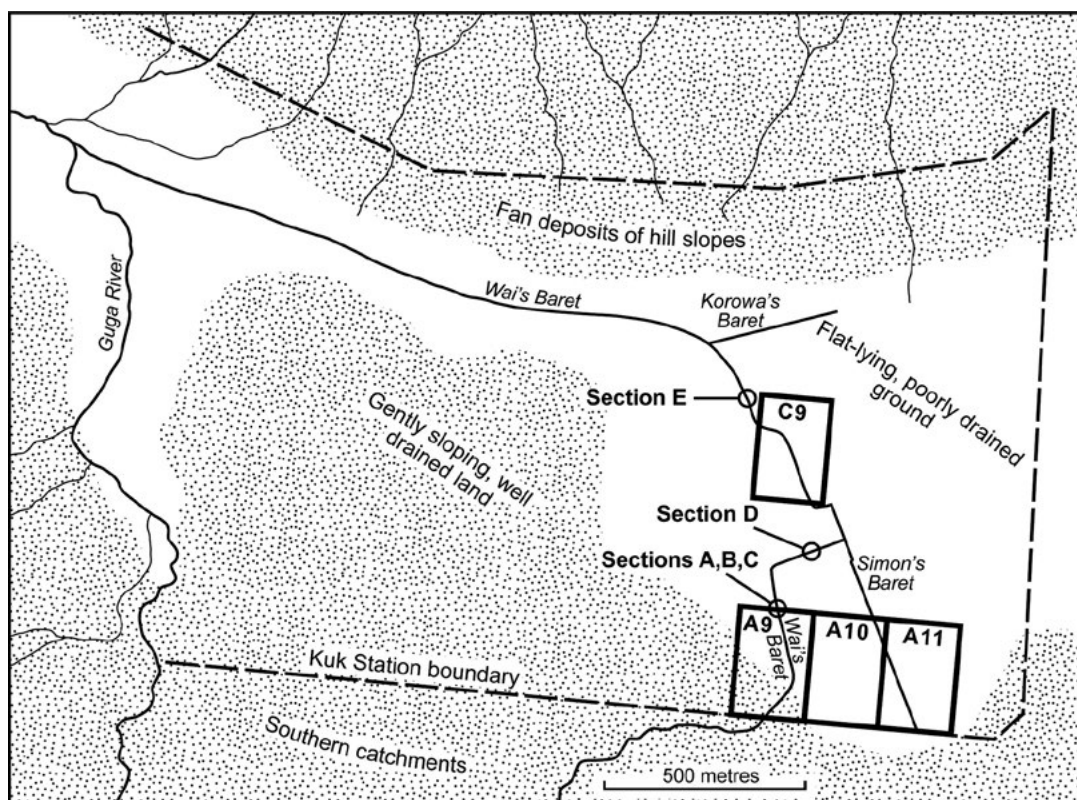 Fan deposits of hill slopes
Guga River
Wai's Baret
Korowa's
Baret
Flat-lying, poorly drained
ground
Section E
C9
Gently sloping, well
drained land
Section D
Sections A,B,C
Simon's
Baret
A9
Wai's
Baret
A10
A11
Kuk Station boundary
Southern catchments
500 metres